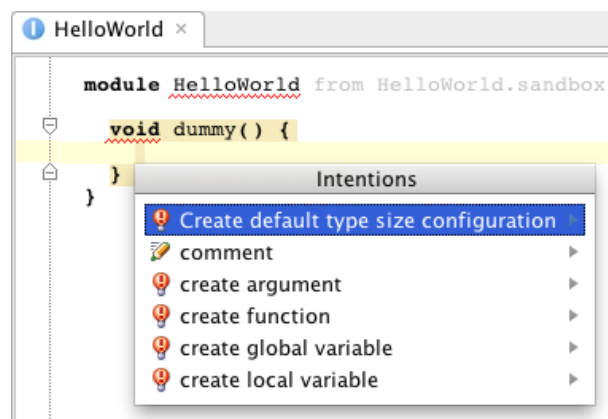 HelloWorld ×
module HelloWorld from HelloWorld.sandbox
void dummy() {
}
}
Intentions
Create default type size configuration
comment
create argument
create function
create global variable
create local variable